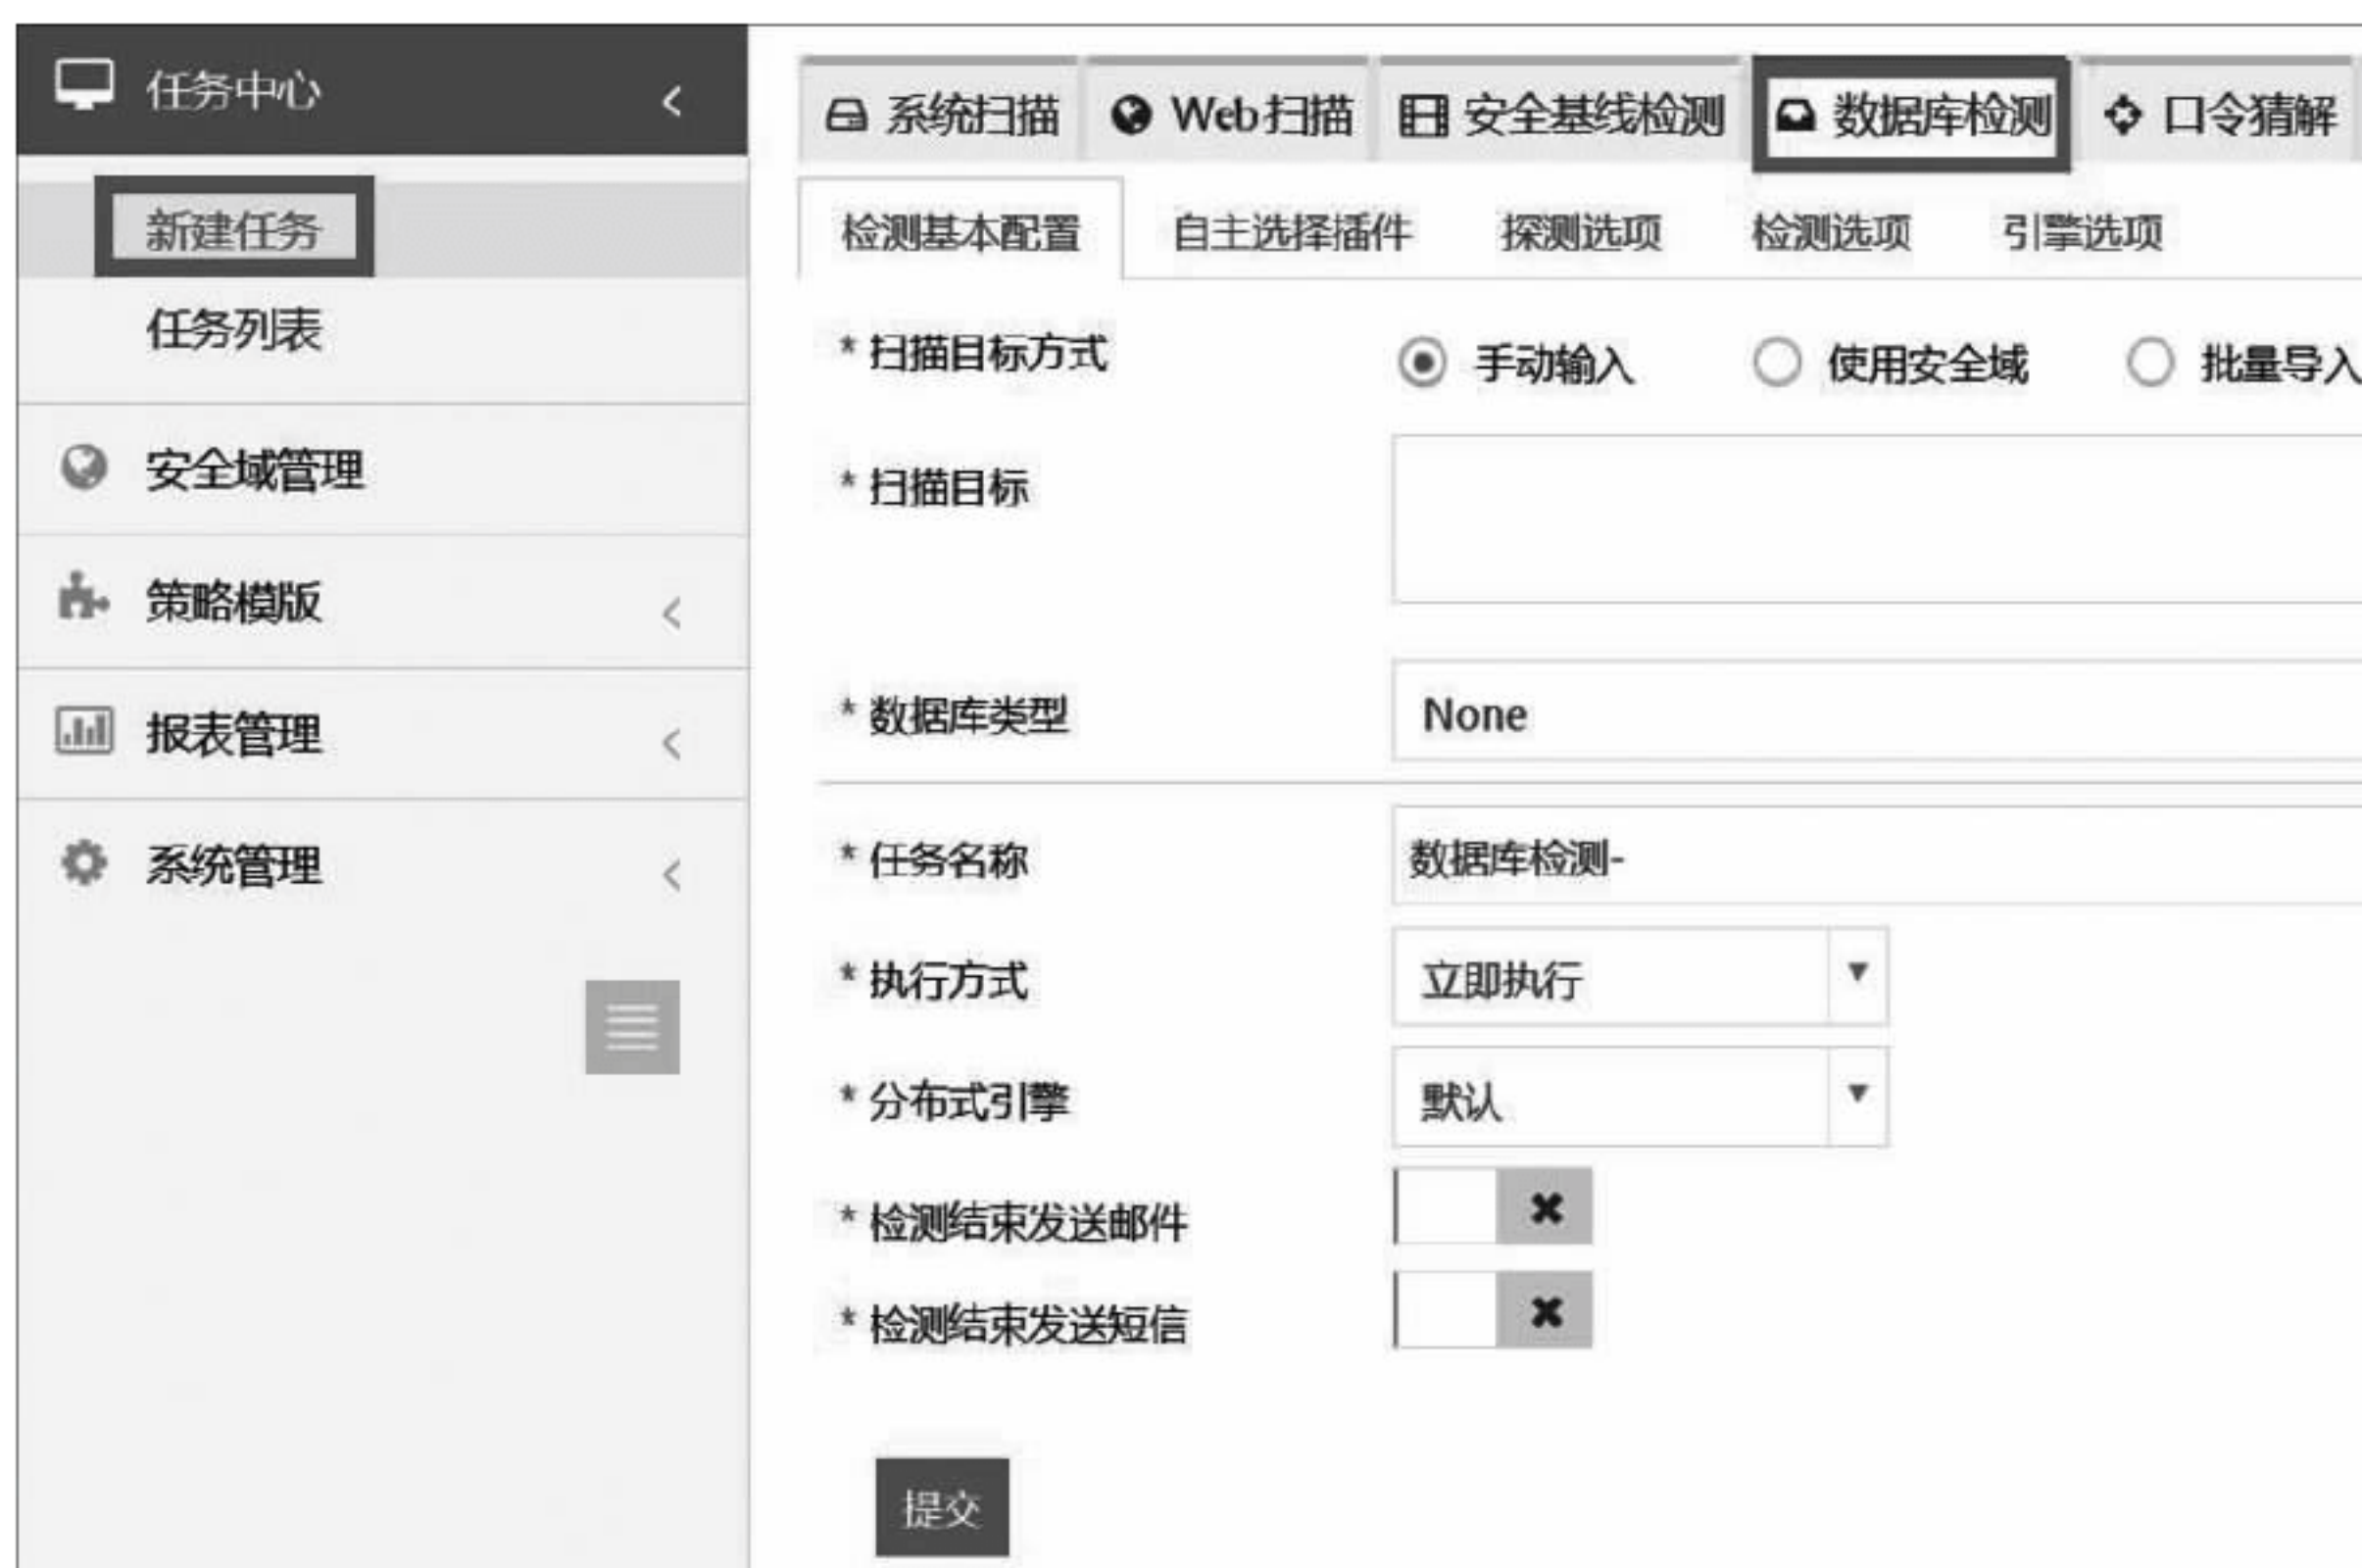 任务中心
新建任务
任务列表
安全域管理
策略模版
报表管理
系统管理
系统扫描 Web扫描 安全基线检测 数据库检测 口令猜解
检测基本配置 自主选择插件 探测选项 检测选项 引擎选项
* 扫描目标方式 手动输入 使用安全域 批量导入
* 扫描目标
* 数据库类型 None
* 任务名称 数据库检测-
* 执行方式 立即执行
* 分布式引擎 默认
* 检测结束发送邮件
* 检测结束发送短信
提交